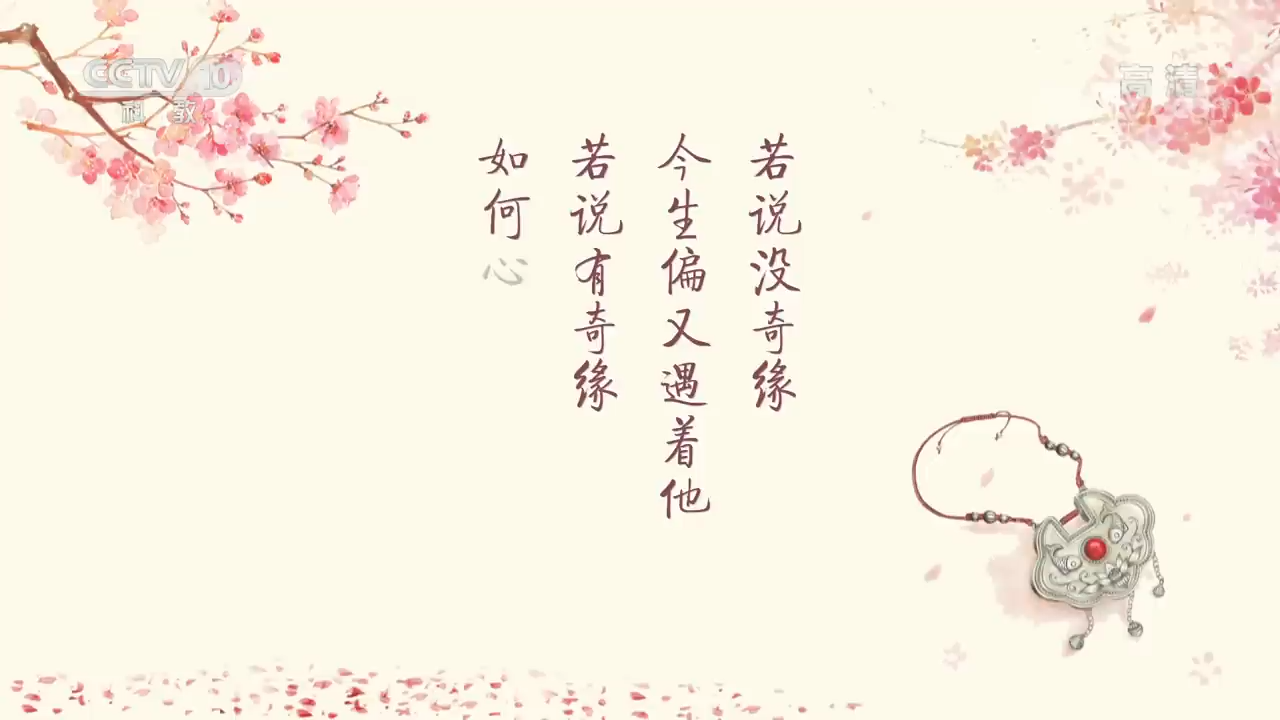 CCTV 10
科教
高清
若说没奇缘
今生偏又遇着他
若说有奇缘
如何心